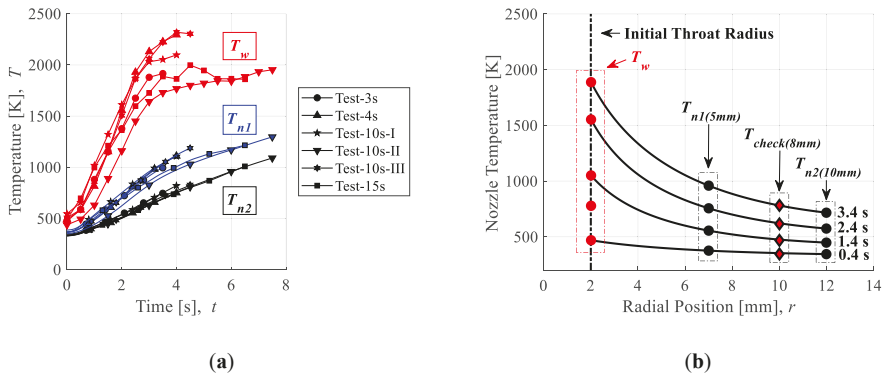 2500
2000
1500
1000
500
0
0
2
4
6
8
Temperature [K], T
Time [s], t
T_w
T_n1
T_n2
Test-3s
Test-4s
Test-10s-I
Test-10s-II
Test-10s-III
Test-15s
(a)
2500
2000
1500
1000
500
0
2
4
6
8
10
12
14
Nozzle Temperature [K]
Radial Position [mm], r
Initial Throat Radius
T_w
T_n1(5mm)
T_check(8mm)
T_n2(10mm)
3.4 s
2.4 s
1.4 s
0.4 s
(b)